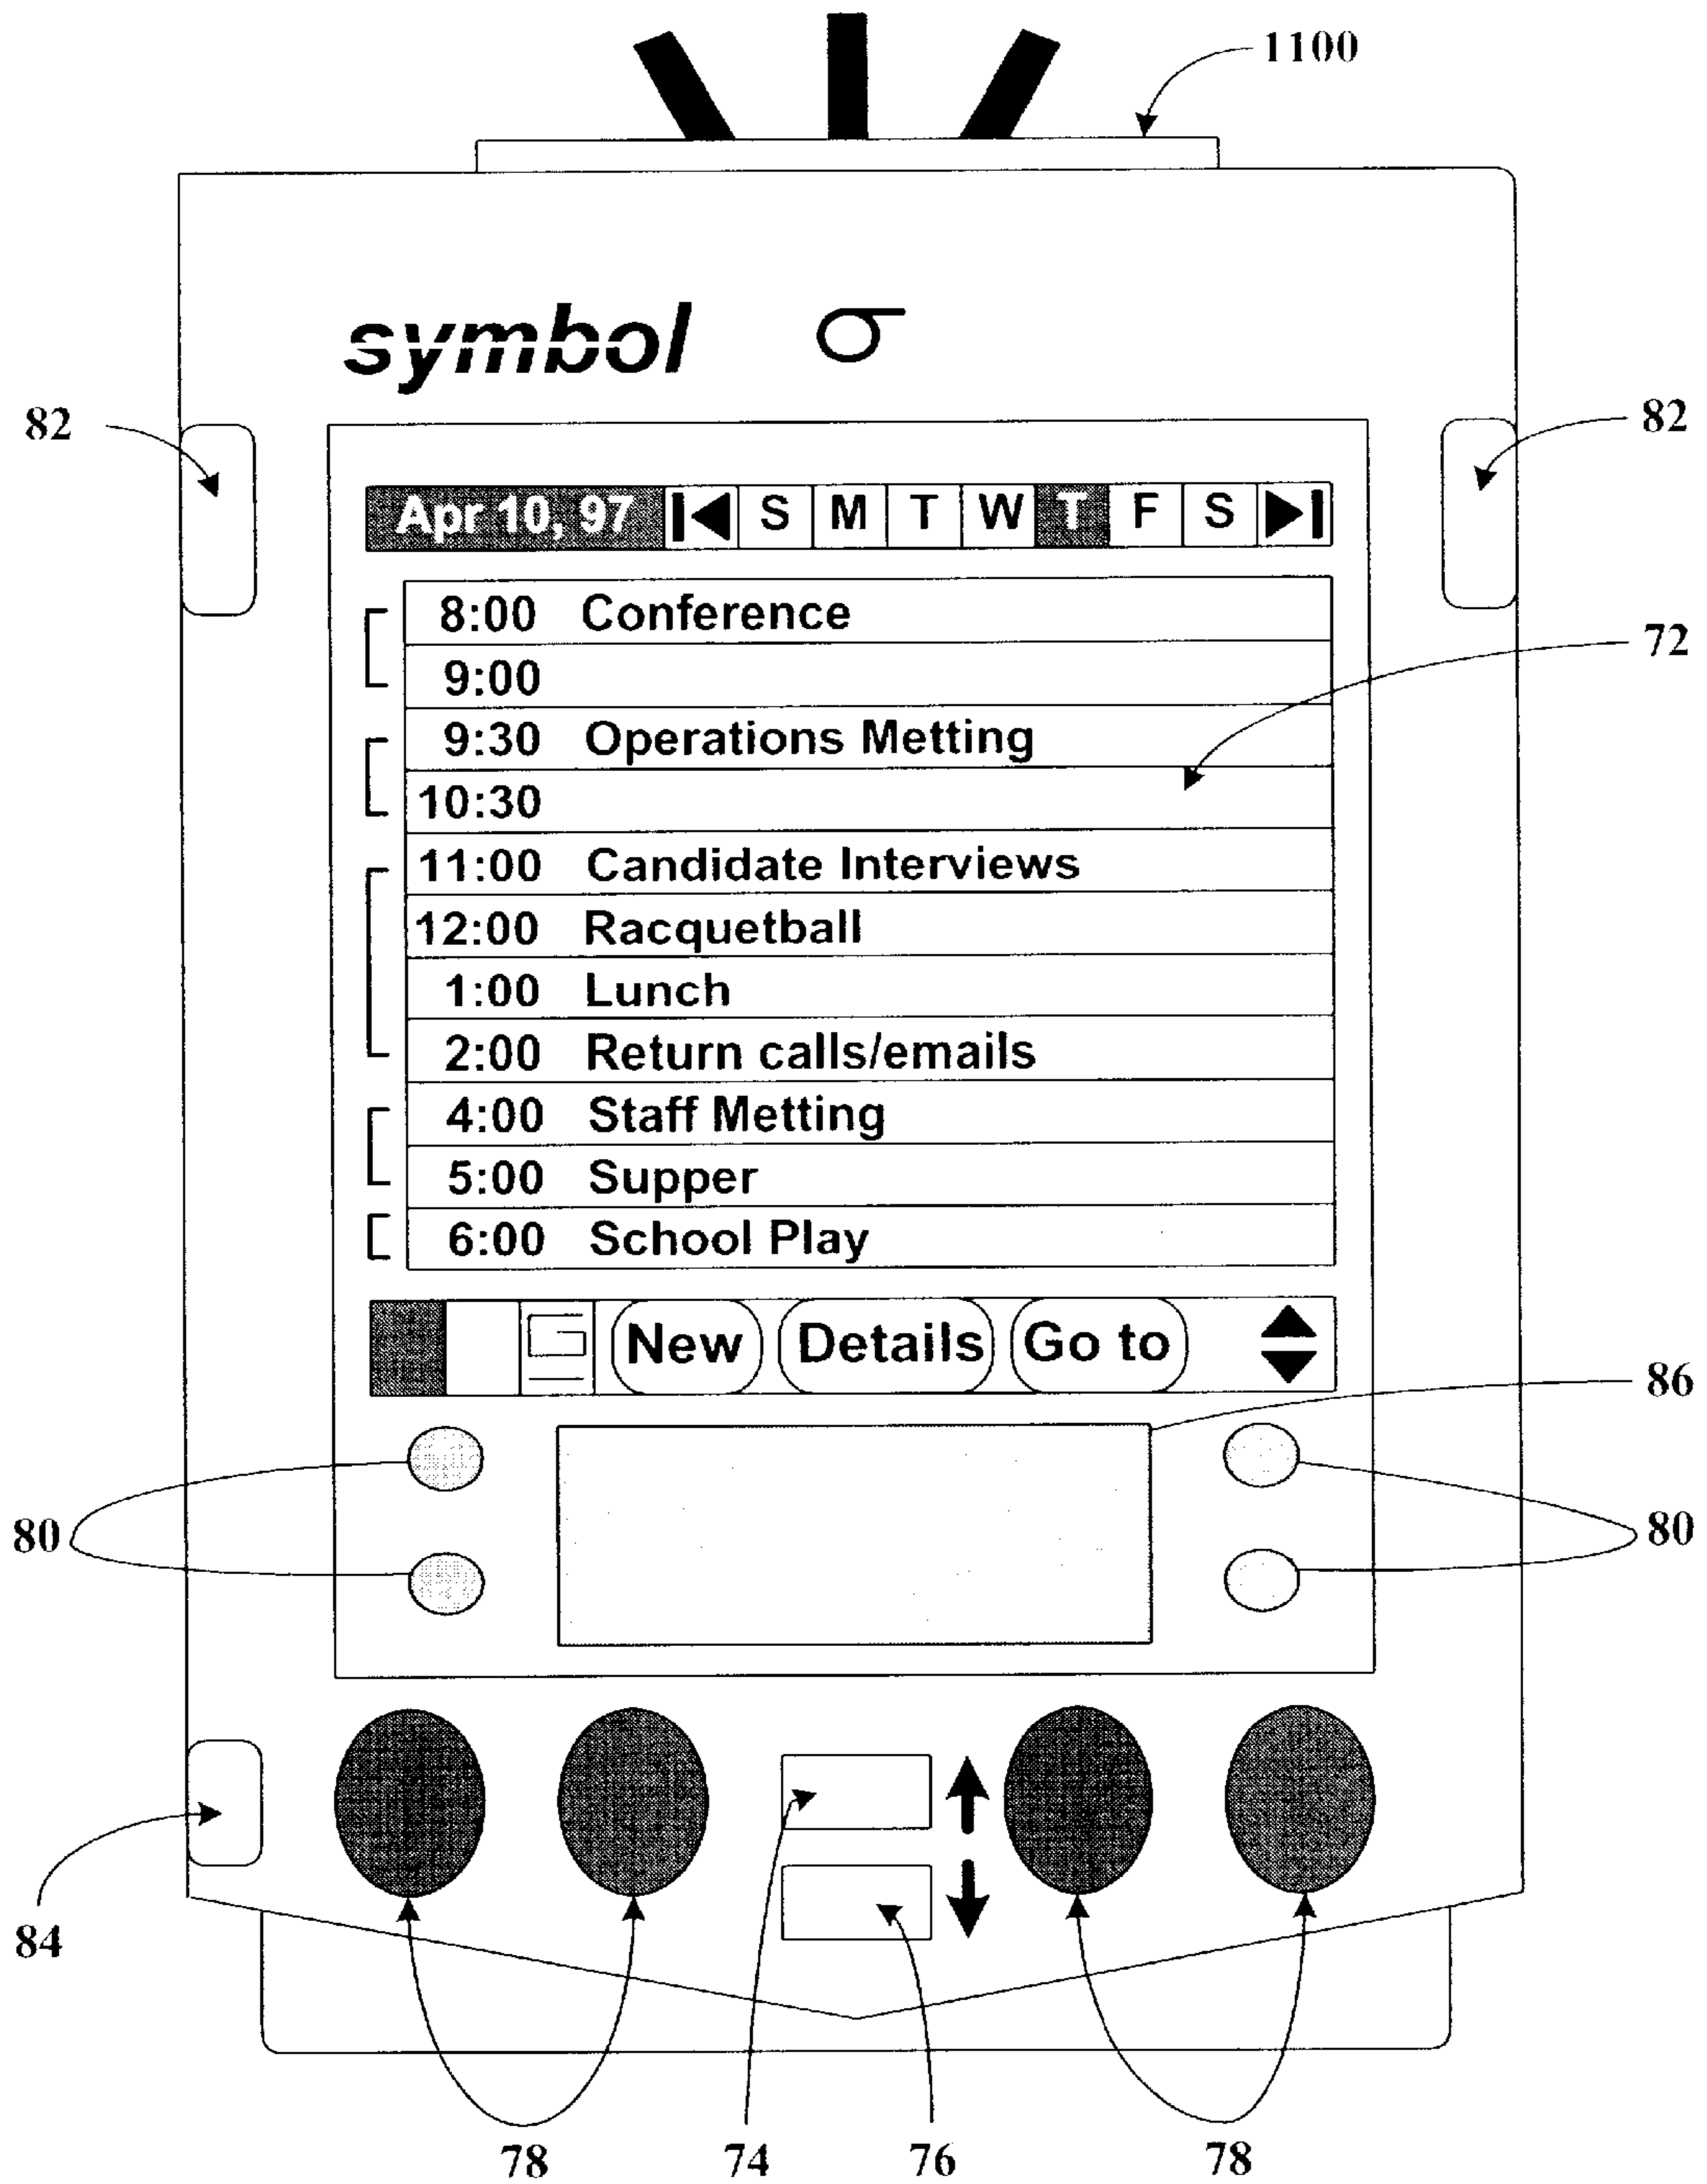 1100
symbol
82
82
Apr 10, 97 S M T W T F S
8:00 Conference
9:00
72
9:30 Operations Metting
10:30
11:00 Candidate Interviews
12:00 Racquetball
1:00 Lunch
2:00 Return calls/emails
4:00 Staff Metting
5:00 Supper
6:00 School Play
New Details Go to
86
80
80
84
78
74
76
78